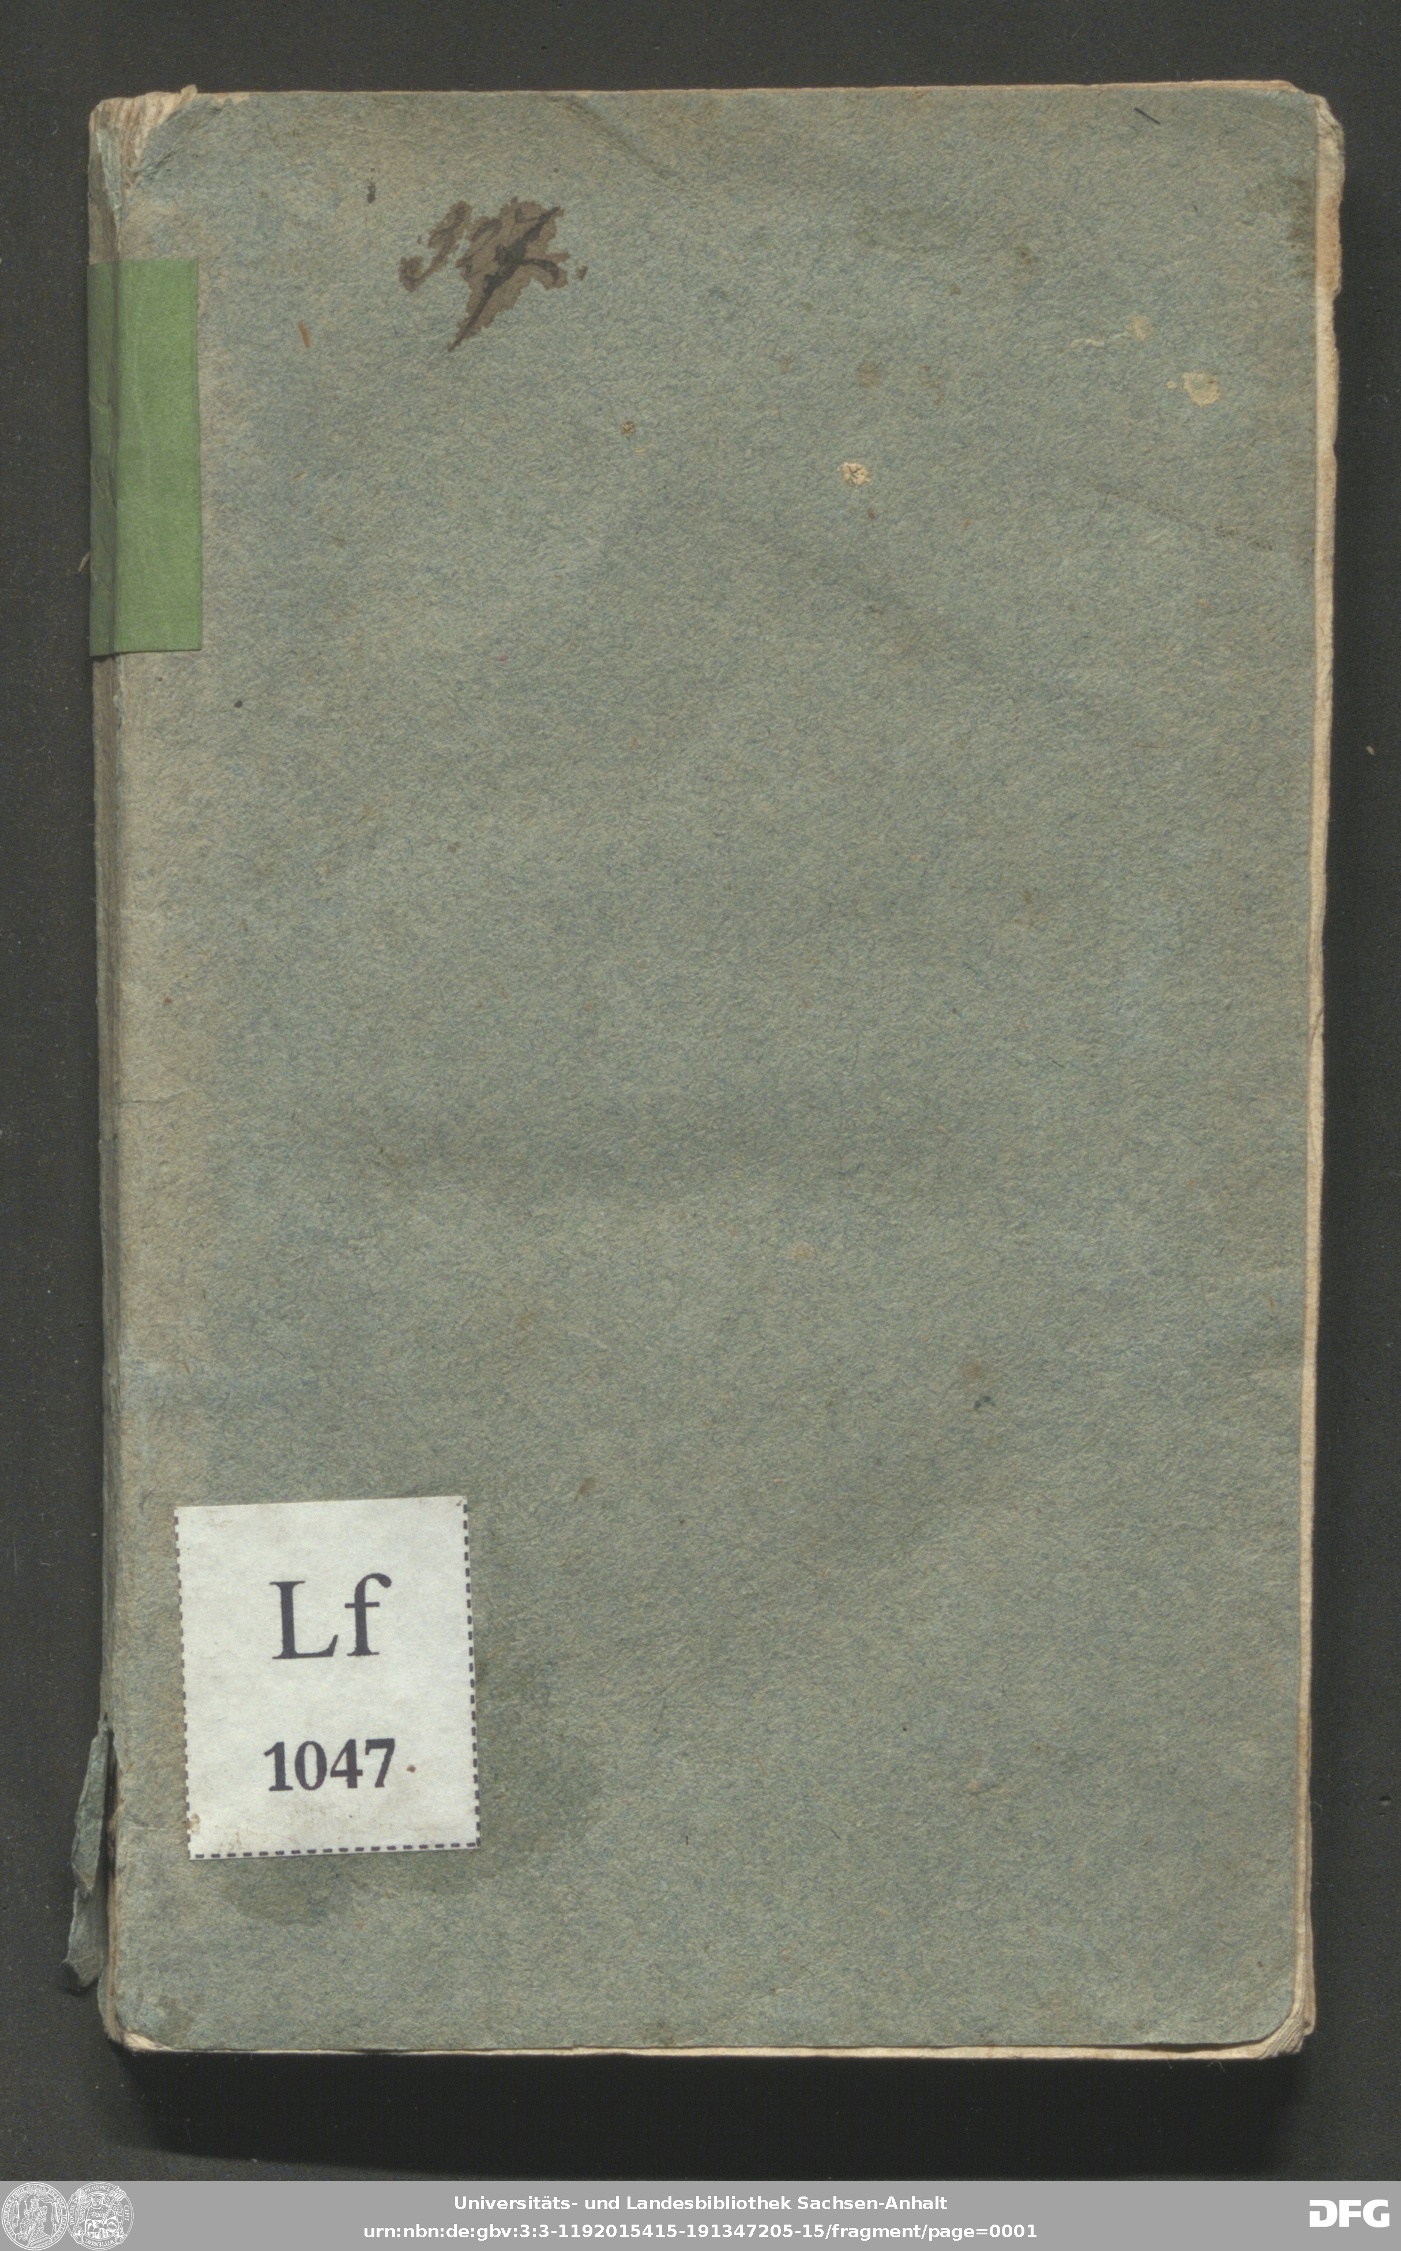 Lf
1047
Universitäts- und Landesbibliothek Sachsen-Anhalt
urn:nbn:de:gbv:3:3-1192015415-191347205-15/fragment/page=0001
DFG